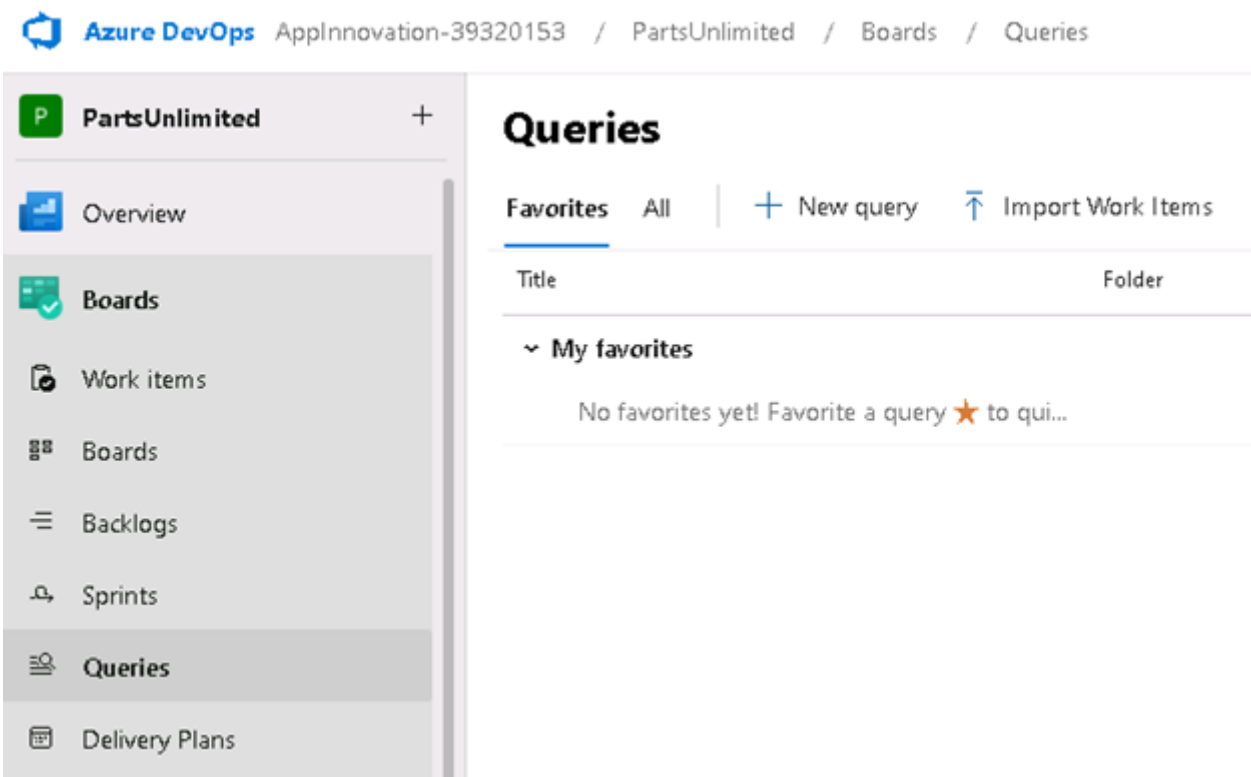 Azure DevOps AppInnovation-39320153 / PartsUnlimited / Boards / Queries
P PartsUnlimited +
Overview
Boards
Work items
Boards
Backlogs
Sprints
Queries
Delivery Plans
Queries
Favorites All + New query Import Work Items
Title Folder
My favorites
No favorites yet! Favorite a query ★ to qui...